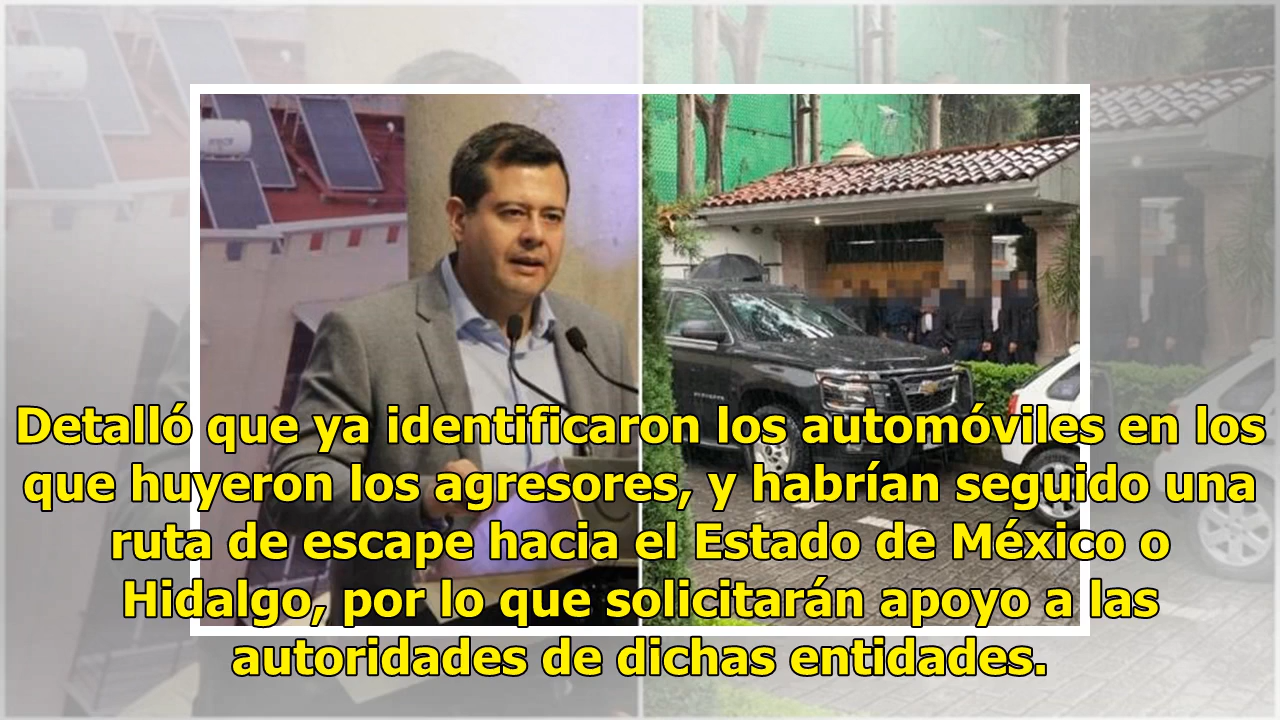 Detalló que ya identificaron los automóviles en los
que huyeron los agresores, y habrían seguido una
ruta de escape hacia el Estado de México o
Hidalgo, por lo que solicitarán apoyo a las
autoridades de dichas entidades.